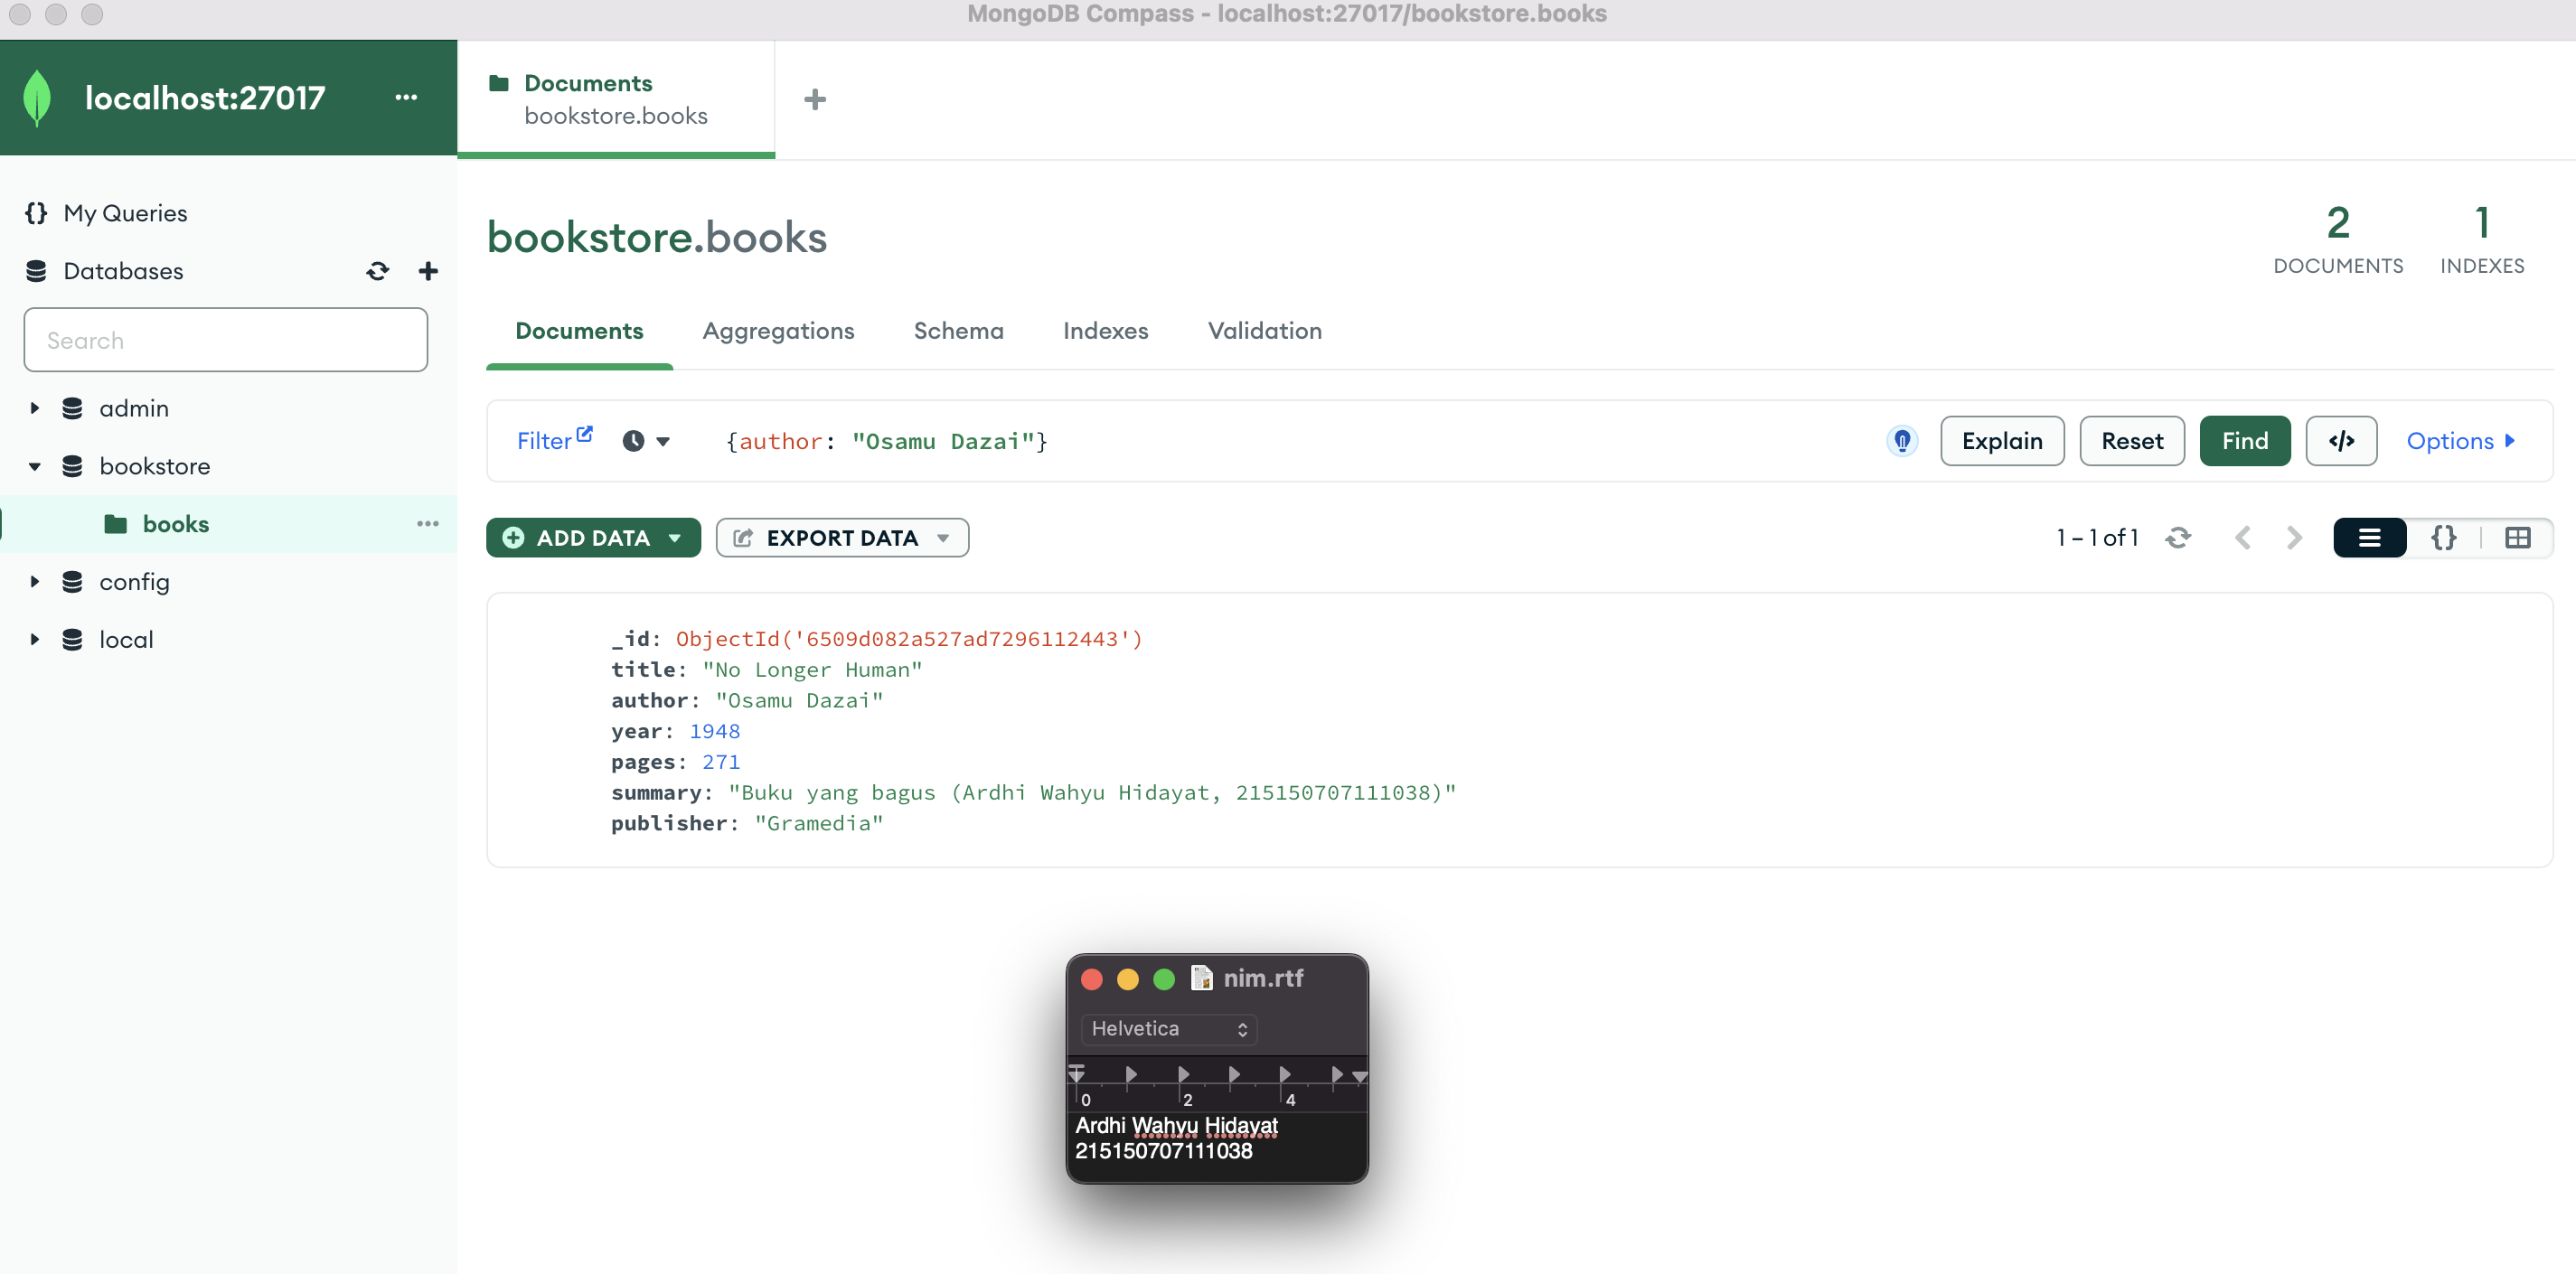 MongoDB Compass - localhost:27017/bookstore.books
localhost:27017
Documents
bookstore.books
My Queries
Databases
Search
admin
bookstore
books
config
local
bookstore.books
2
DOCUMENTS
1
INDEXES
Documents Aggregations Schema Indexes Validation
Filter {author: "Osamu Dazai"} Explain Reset Find </> Options
ADD DATA EXPORT DATA 1 – 1 of 1 {}
_id: ObjectId('6509d082a527ad7296112443')
title: "No Longer Human"
author: "Osamu Dazai"
year: 1948
pages: 271
summary: "Buku yang bagus (Ardhi Wahyu Hidayat, 215150707111038)"
publisher: "Gramedia"
nim.rtf
Helvetica
0 2 4
Ardhi Wahyu Hidayat
215150707111038